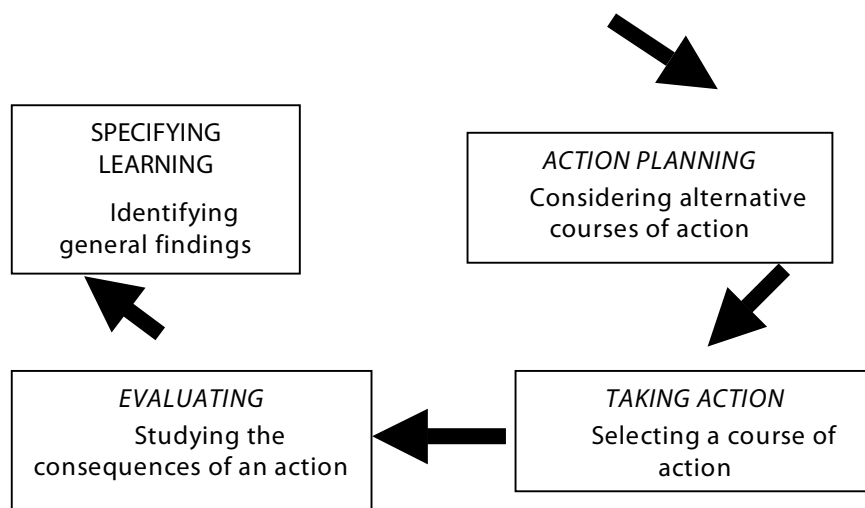 SPECIFYING
LEARNING
Identifying
general findings
ACTION PLANNING
Considering alternative
courses of action
EVALUATING
Studying the
consequences of an action
TAKING ACTION
Selecting a course of
action